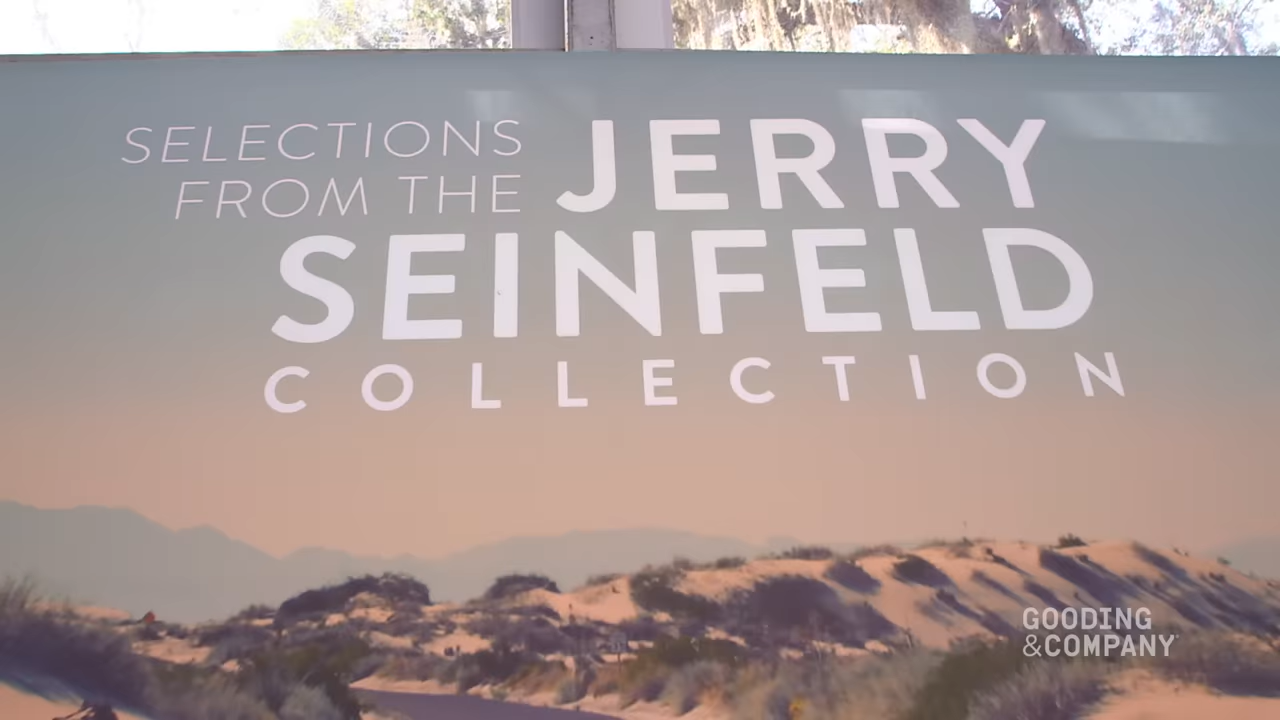 SELECTIONS
FROM THE JERRY
SEINFELD
COLLECTION
GOODING
&COMPANY